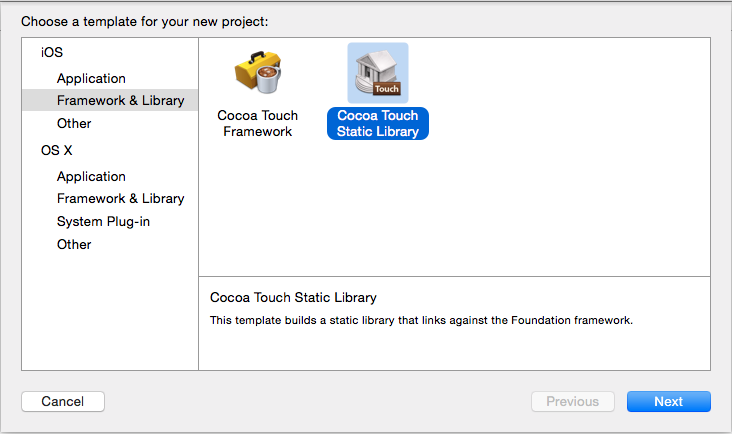 Choose a template for your new project:
iOS
Application
Framework & Library
Other
OS X
Application
Framework & Library
System Plug-in
Other
Cocoa Touch
Framework
Touch
Cocoa Touch
Static Library
Cocoa Touch Static Library
This template builds a static library that links against the Foundation framework.
Cancel
Previous
Next